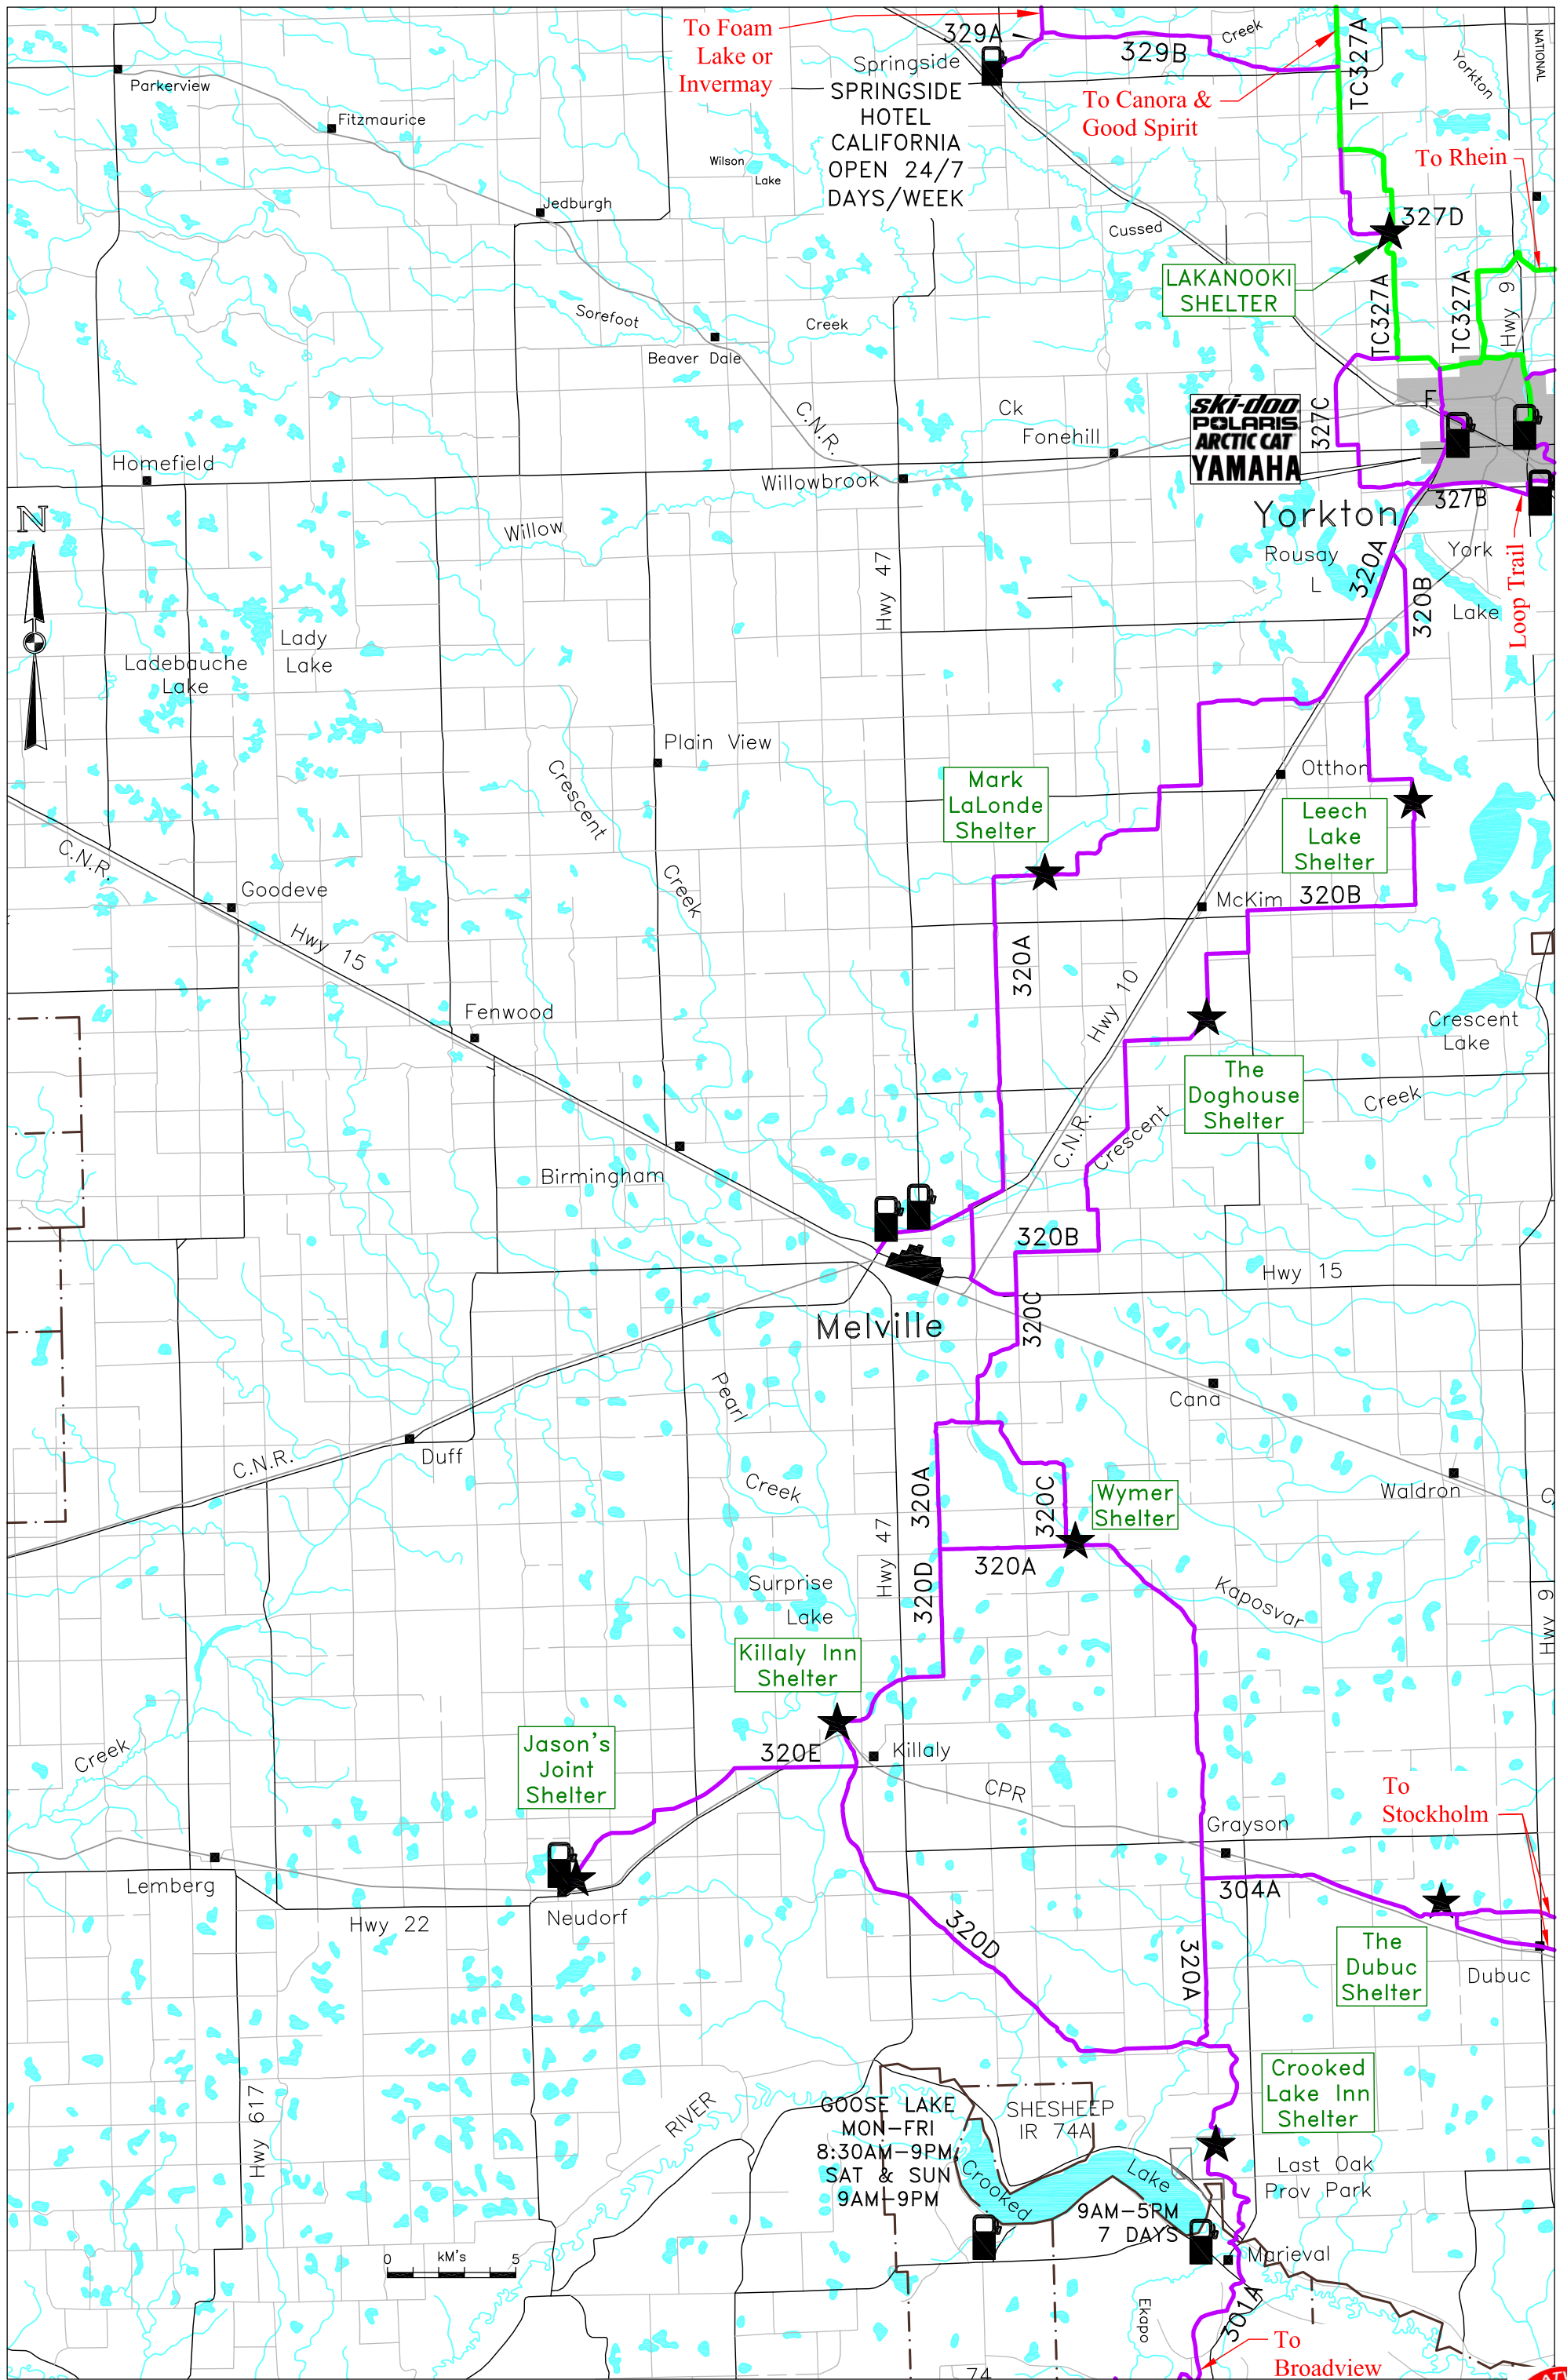 To Foam
Lake or
Invermay
329A
329B
Creek
TC327A
NATIONAL
Yorkton
Springside
SPRINGSIDE
HOTEL
CALIFORNIA
OPEN 24/7
DAYS/WEEK
To Canora &
Good Spirit
To Rhein
Parkerview
Fitzmaurice
Wilson
Lake
Jedburgh
Cussed
327D
LAKANOOKI
SHELTER
TC327A
TC327A
Hwy 9
Sorefoot
Creek
Beaver Dale
C.N.R.
Ck
Fonehill
ski-doo
POLARIS
ARCTIC CAT
YAMAHA
327C
F
Homefield
Willowbrook
327B
Yorkton
N
Willow
Hwy 47
Rousay
L
320A
320B
York
Lake
Loop Trail
Lady
Lake
Ladebauche
Lake
Plain View
Crescent
Creek
Mark
LaLonde
Shelter
Otthon
Leech
Lake
Shelter
C.N.R.
Goodeve
Hwy 15
McKim
320B
320A
Hwy 10
Fenwood
Crescent
Lake
The
Doghouse
Shelter
Creek
C.N.R.
Crescent
Birmingham
320B
Hwy 15
Melville
320C
Pearl
Creek
Cana
C.N.R.
Duff
320A
320C
Wymer
Shelter
Waldron
C
320A
320D
Hwy 47
Surprise
Lake
Kaposvar
Hwy 9
Killaly Inn
Shelter
Creek
Jason's
Joint
Shelter
320E
Killaly
CPR
To
Stockholm
Grayson
Lemberg
Hwy 22
Neudorf
304A
320D
320A
The
Dubuc
Shelter
Dubuc
Hwy 617
RIVER
GOOSE LAKE
MON-FRI
8:30AM-9PM,
SAT & SUN
9AM-9PM
SHESHEEP
IR 74A
Crooked
Lake
Crooked
Lake Inn
Shelter
Last Oak
Prov Park
9AM-5PM
7 DAYS
0 kM's 5
Marieval
Ekapo
301A
To
Broadview
74